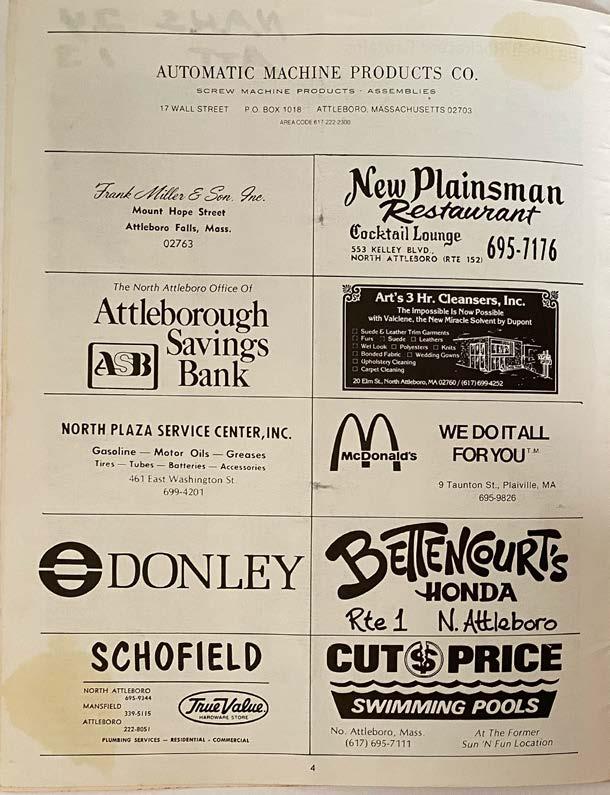 AUTOMATIC MACHINE PRODUCTS CO.
SCREW MACHINE PRODUCTS - ASSEMBLIES
17 WALL STREET P.O. BOX 1018 ATTLEBORO, MASSACHUSETTS 02703
AREA CODE 617-222-2300
Frank Miller & Son, Inc.
Mount Hope Street
Attleboro Falls, Mass.
02763
New Plainsman
Restaurant
Cocktail Lounge
553 KELLEY BLVD.,
NORTH ATTLEBORO (RTE 152)
695-7176
The North Attleboro Office Of
Attleborough
Savings
Bank
ASB
Art's 3 Hr. Cleansers, Inc.
The Impossible Is Now Possible
with Valclene, the New Miracle Solvent by Dupont
Suede & Leather Trim Garments
Furs Suede Leathers
Wet Look Polyesters Knits
Bonded Fabric Wedding Gowns
Upholstery Cleaning
Carpet Cleaning
20 Elm St., North Attleboro, MA 02760 / (617) 699-4252
NORTH PLAZA SERVICE CENTER, INC.
Gasoline — Motor Oils — Greases
Tires — Tubes — Batteries — Accessories
461 East Washington St.
699-4201
McDonald's
WE DO IT ALL
FOR YOU T.M.
9 Taunton St., Plaiville, MA
695-9826
DONLEY
BETTENCOURT'S
HONDA
Rte 1 N. Attleboro
SCHOFIELD
NORTH ATTLEBORO
695-9344
MANSFIELD
339-5115
ATTLEBORO
222-8051
True Value
HARDWARE STORE
PLUMBING SERVICES — RESIDENTIAL - COMMERCIAL
CUT $ PRICE
SWIMMING POOLS
No. Attleboro, Mass.
(617) 695-7111
At The Former
Sun 'N Fun Location
4